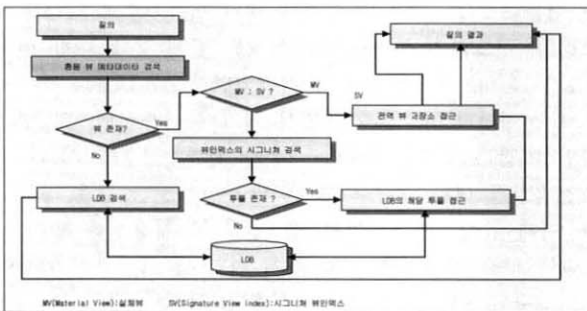 질의
질의 결과
혼용 뷰 메타데이터 검색
MV : SV ?
MV
SV
전역 뷰 저장소 접근
뷰 존재?
Yes
No
뷰인덱스의 시그니쳐 검색
LDB 검색
투플 존재 ?
Yes
No
LDB의 해당 투플 접근
LDB
MV(Material View):실체뷰
SV(Signature View index):시그니쳐 뷰인덱스